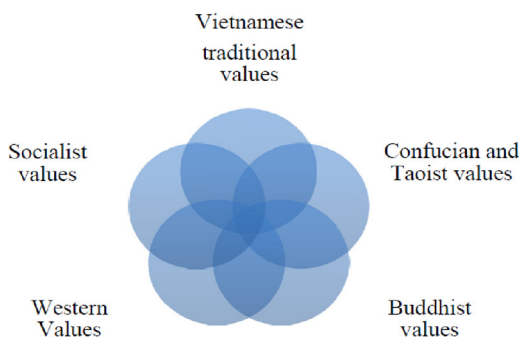 Vietnamese
traditional
values
Socialist
values
Confucian and
Taoist values
Western
Values
Buddhist
values